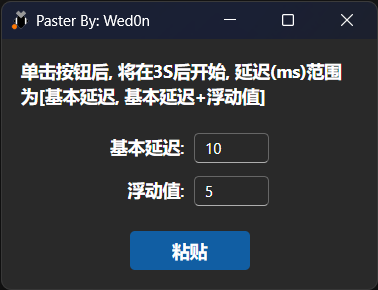 Paster By: Wed0n
单击按钮后, 将在3S后开始, 延迟(ms)范围
为[基本延迟, 基本延迟+浮动值]
基本延迟: 10
浮动值: 5
粘贴